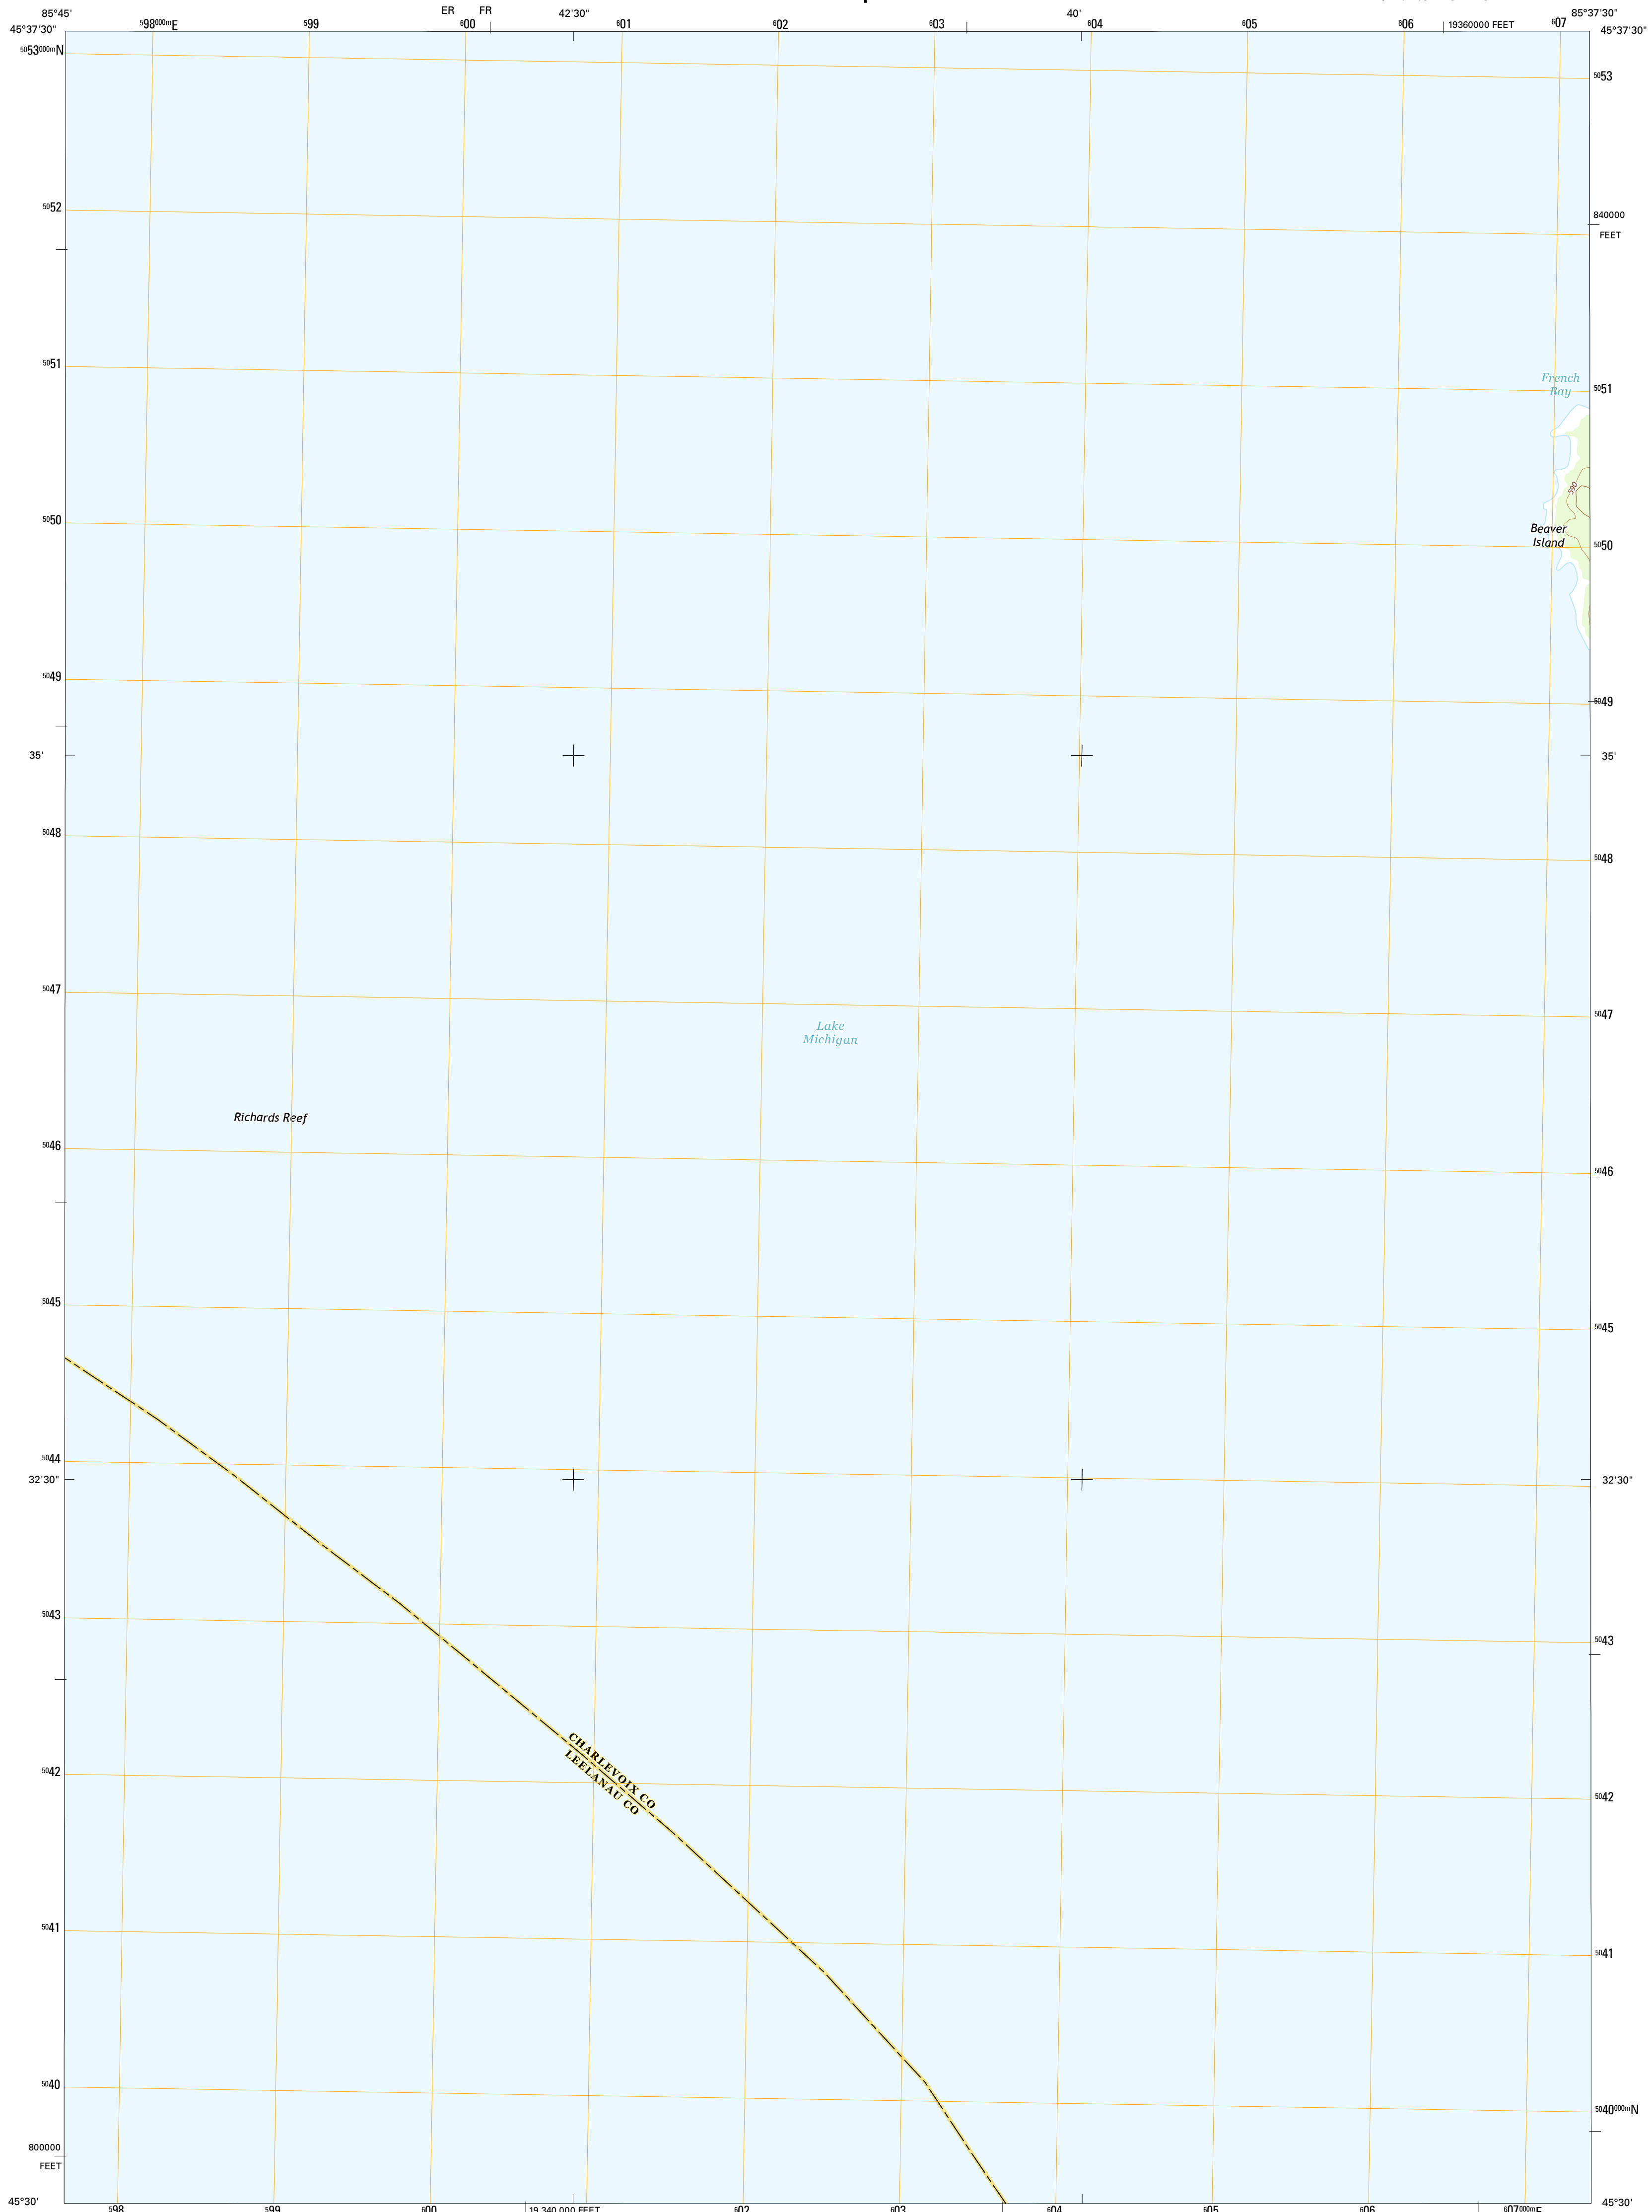 ER FR
85°45' 42'30" 40' 85°37'30"
45°37'30" 598000mE 599 600 601 602 603 604 605 606 19360000 FEET 607 45°37'30"
5053000mN 5053
5052 840000
FEET
5051 5051
French
Bay
590
5050 5050
Beaver
Island
5049 5049
35' 35'
5048 5048
5047 5047
Lake
Michigan
Richards Reef
5046 5046
5045 5045
5044
32'30" 32'30"
5043 5043
CHARLEVOIX CO
LEELANAU CO
5042 5042
5041 5041
5040 5040000mN
800000
FEET
45°30' 598 599 600 19 340 000 FEET 602 603 604 605 606 607000mE 45°30'